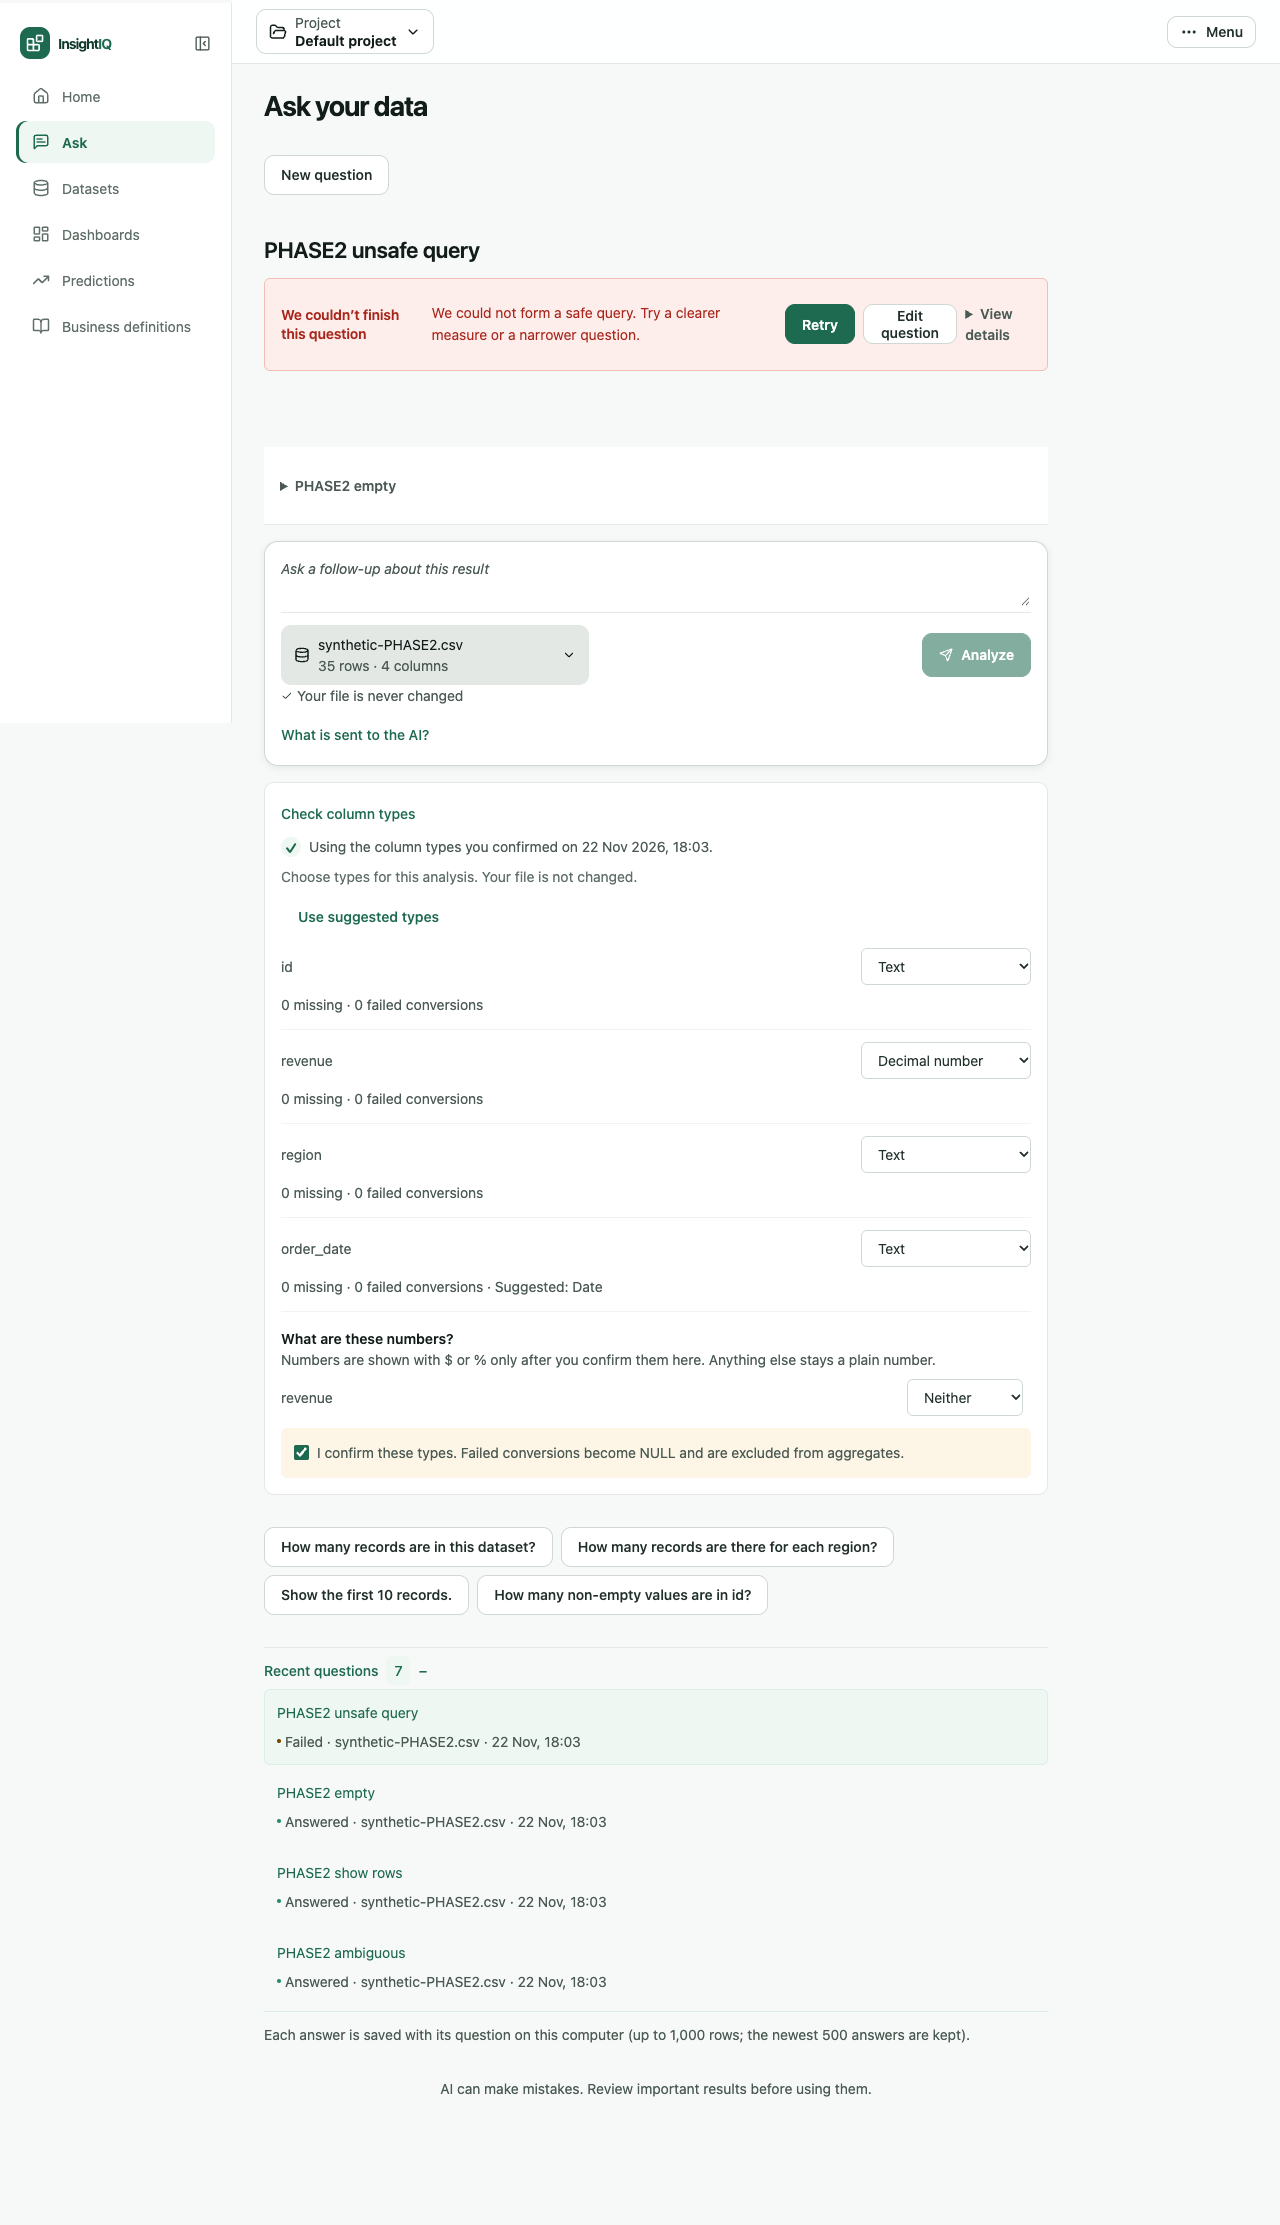 InsightIQ
Project
Default project
Menu
Home
Ask
Datasets
Dashboards
Predictions
Business definitions
Ask your data
New question
PHASE2 unsafe query
We couldn’t finish
this question
We could not form a safe query. Try a clearer
measure or a narrower question.
Retry
Edit
question
View
details
PHASE2 empty
Ask a follow-up about this result
synthetic-PHASE2.csv
35 rows · 4 columns
Analyze
Your file is never changed
What is sent to the AI?
Check column types
Using the column types you confirmed on 22 Nov 2026, 18:03.
Choose types for this analysis. Your file is not changed.
Use suggested types
id
Text
0 missing · 0 failed conversions
revenue
Decimal number
0 missing · 0 failed conversions
region
Text
0 missing · 0 failed conversions
order_date
Text
0 missing · 0 failed conversions · Suggested: Date
What are these numbers?
Numbers are shown with $ or % only after you confirm them here. Anything else stays a plain number.
revenue
Neither
I confirm these types. Failed conversions become NULL and are excluded from aggregates.
How many records are in this dataset?
How many records are there for each region?
Show the first 10 records.
How many non-empty values are in id?
Recent questions 7 –
PHASE2 unsafe query
Failed · synthetic-PHASE2.csv · 22 Nov, 18:03
PHASE2 empty
Answered · synthetic-PHASE2.csv · 22 Nov, 18:03
PHASE2 show rows
Answered · synthetic-PHASE2.csv · 22 Nov, 18:03
PHASE2 ambiguous
Answered · synthetic-PHASE2.csv · 22 Nov, 18:03
Each answer is saved with its question on this computer (up to 1,000 rows; the newest 500 answers are kept).
AI can make mistakes. Review important results before using them.